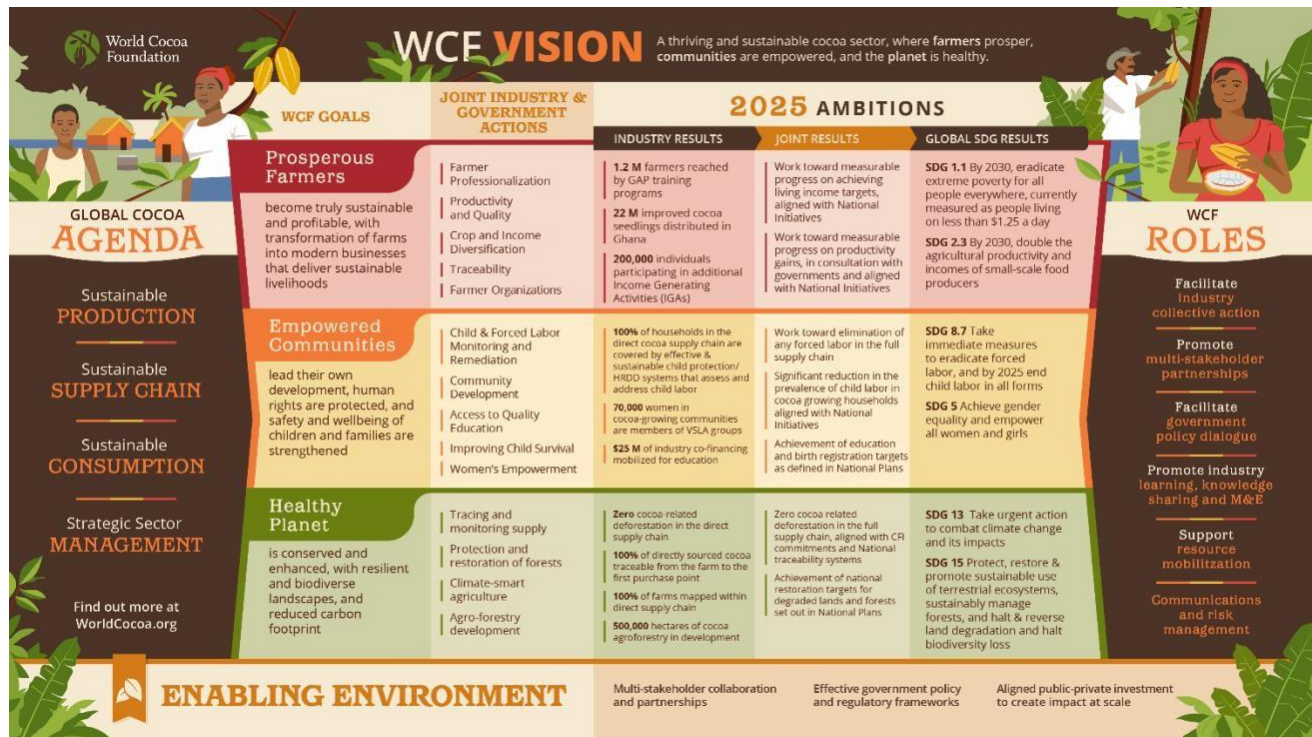 World Cocoa
Foundation
WCF VISION
A thriving and sustainable cocoa sector, where farmers prosper,
communities are empowered, and the planet is healthy.
GLOBAL COCOA
AGENDA
Sustainable
PRODUCTION
Sustainable
SUPPLY CHAIN
Sustainable
CONSUMPTION
Strategic Sector
MANAGEMENT
Find out more at
WorldCocoa.org
WCF GOALS
JOINT INDUSTRY &
GOVERNMENT
ACTIONS
2025 AMBITIONS
INDUSTRY RESULTS
JOINT RESULTS
GLOBAL SDG RESULTS
Prosperous
Farmers
become truly sustainable
and profitable, with
transformation of farms
into modern businesses
that deliver sustainable
livelihoods
Farmer
Professionalization
Productivity
and Quality
Crop and Income
Diversification
Traceability
Farmer Organizations
1.2 M farmers reached
by GAP training
programs
22 M improved cocoa
seedlings distributed in
Ghana
200,000 individuals
participating in additional
Income Generating
Activities (IGAs)
Work toward measurable
progress on achieving
living income targets,
aligned with National
Initiatives
Work toward measurable
progress on productivity
gains, in consultation with
governments and aligned
with National Initiatives
SDG 1.1 By 2030, eradicate
extreme poverty for all
people everywhere, currently
measured as people living
on less than $1.25 a day
SDG 2.3 By 2030, double the
agricultural productivity and
incomes of small-scale food
producers
Empowered
Communities
lead their own
development, human
rights are protected, and
safety and wellbeing of
children and families are
strengthened
Child & Forced Labor
Monitoring and
Remediation
Community
Development
Access to Quality
Education
Improving Child Survival
Women's Empowerment
100% of households in the
direct cocoa supply chain are
covered by effective &
sustainable child protection/
HRDD systems that assess and
address child labor
70,000 women in
cocoa-growing communities
are members of VSLA groups
$25 M of industry co-financing
mobilized for education
Work toward elimination of
any forced labor in the full
supply chain
Significant reduction in the
prevalence of child labor in
cocoa growing households
aligned with National
Initiatives
Achievement of education
and birth registration targets
as defined in National Plans
SDG 8.7 Take
immediate measures
to eradicate forced
labor, and by 2025 end
child labor in all forms
SDG 5 Achieve gender
equality and empower
all women and girls
Healthy
Planet
is conserved and
enhanced, with resilient
and biodiverse
landscapes, and
reduced carbon
footprint
Tracing and
monitoring supply
Protection and
restoration of forests
Climate-smart
agriculture
Agro-forestry
development
Zero cocoa related
deforestation in the direct
supply chain
100% of directly sourced cocoa
traceable from the farm to the
first purchase point
100% of farms mapped within
direct supply chain
500,000 hectares of cocoa
agroforestry in development
Zero cocoa related
deforestation in the full
supply chain, aligned with CFI
commitments and National
traceability systems
Achievement of national
restoration targets for
degraded lands and forests
set out in National Plans
SDG 13 Take urgent action
to combat climate change
and its impacts
SDG 15 Protect, restore &
promote sustainable use
of terrestrial ecosystems,
sustainably manage
forests, and halt & reverse
land degradation and halt
biodiversity loss
WCF
ROLES
Facilitate
industry
collective action
Promote
multi-stakeholder
partnerships
Facilitate
government
policy dialogue
Promote industry
learning, knowledge
sharing and M&E
Support
resource
mobilitzation
Communications
and risk
management
ENABLING ENVIRONMENT
Multi-stakeholder collaboration
and partnerships
Effective government policy
and regulatory frameworks
Aligned public-private investment
to create impact at scale